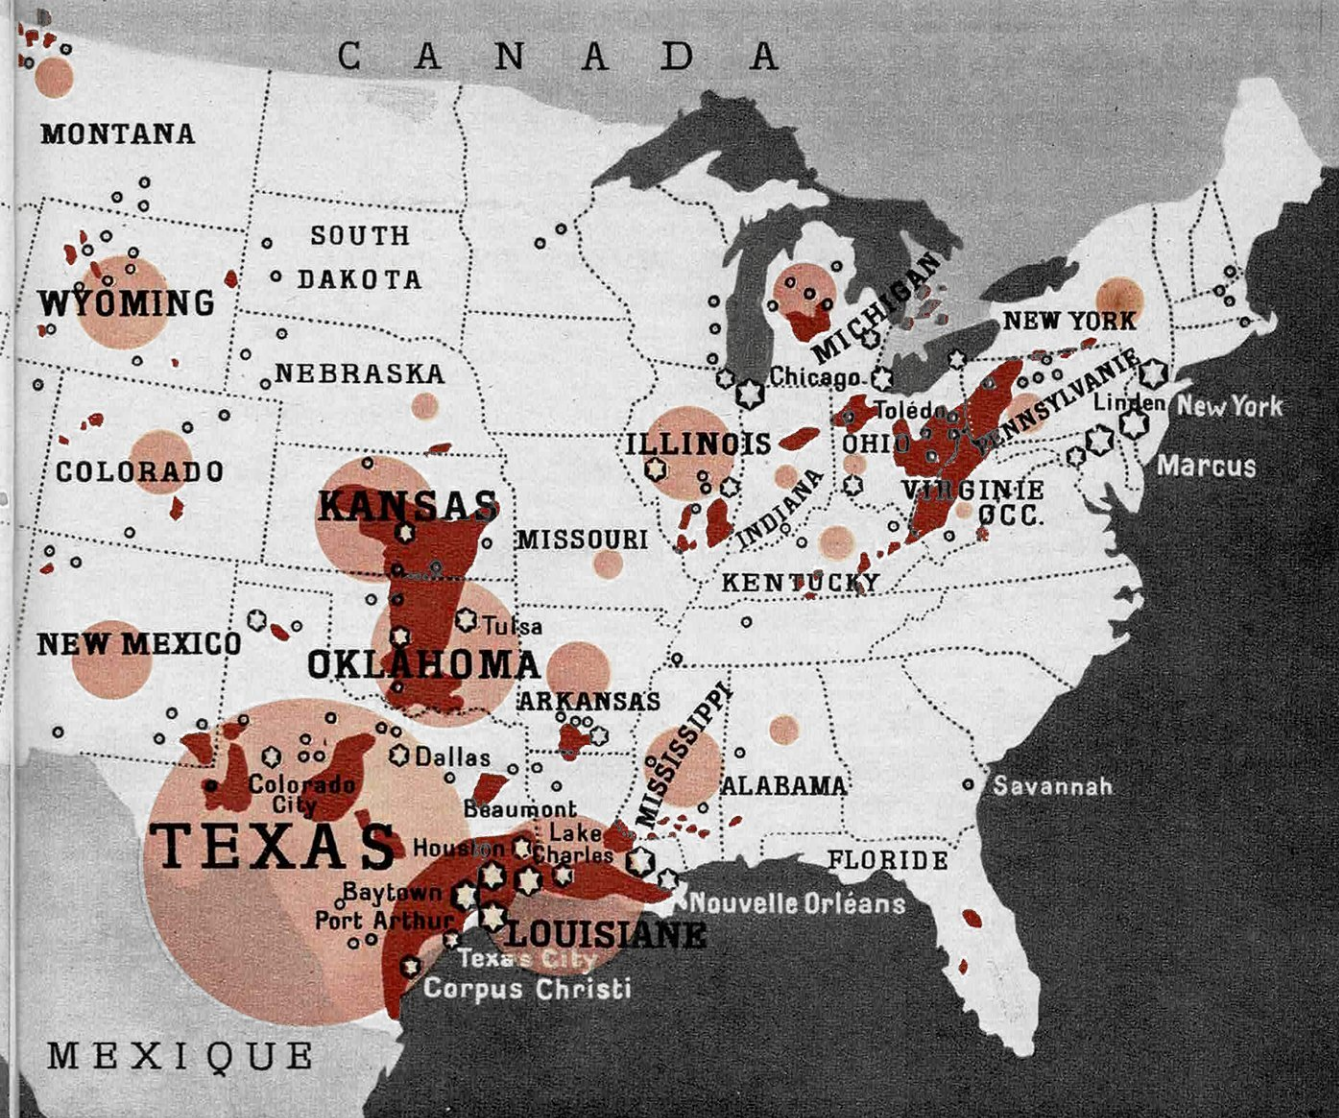 CANADA
MONTANA
SOUTH
DAKOTA
WYOMING
NEBRASKA
COLORADO
KANSAS
MISSOURI
ILLINOIS
INDIANA
MICHIGAN
Chicago
Tolédo
OHIO
NEW YORK
PENNSYLVANIE
Linden
New York
Marcus
VIRGINIE
OCC.
KENTUCKY
NEW MEXICO
OKLAHOMA
Tulsa
ARKANSAS
MISSISSIPPI
ALABAMA
Savannah
Dallas
Colorado
City
TEXAS
Beaumont
Houston
Lake
Charles
Baytown
Port Arthur
LOUISIANE
Nouvelle Orléans
FLORIDE
Texas City
Corpus Christi
MEXIQUE